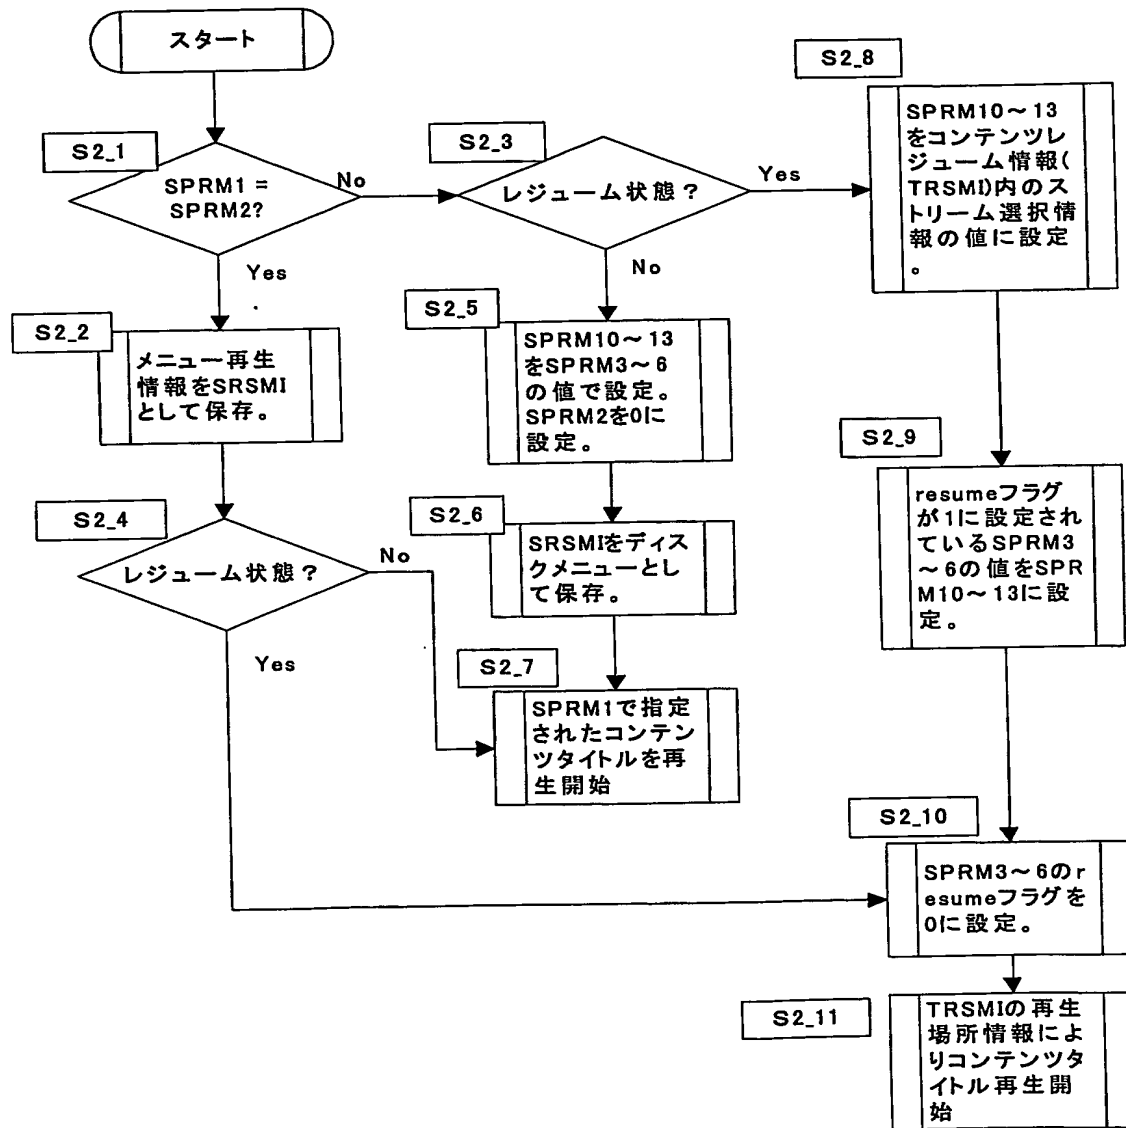 スタート
S2_1
SPRM1 =
SPRM2?
No
Yes
S2_2
メニュー再生
情報をSRSMI
として保存。
S2_4
レジューム状態?
No
Yes
S2_3
レジューム状態?
Yes
No
S2_5
SPRM10~13
をSPRM3~6
の値で設定。
SPRM2を0に
設定。
S2_6
SRSMIをディス
クメニューとし
て保存。
S2_7
SPRM1で指定
されたコンテン
ツタイトルを再
生開始
S2_8
SPRM10~13
をコンテンツレ
ジューム情報(
TRSMI)内のス
トリーム選択情
報の値に設定
。
S2_9
resumeフラグ
が1に設定され
ているSPRM3
~6の値をSPR
M10~13に設
定。
S2_10
SPRM3~6のr
esumeフラグを
0に設定。
S2_11
TRSMIの再生
場所情報によ
りコンテンツタ
イトル再生開
始